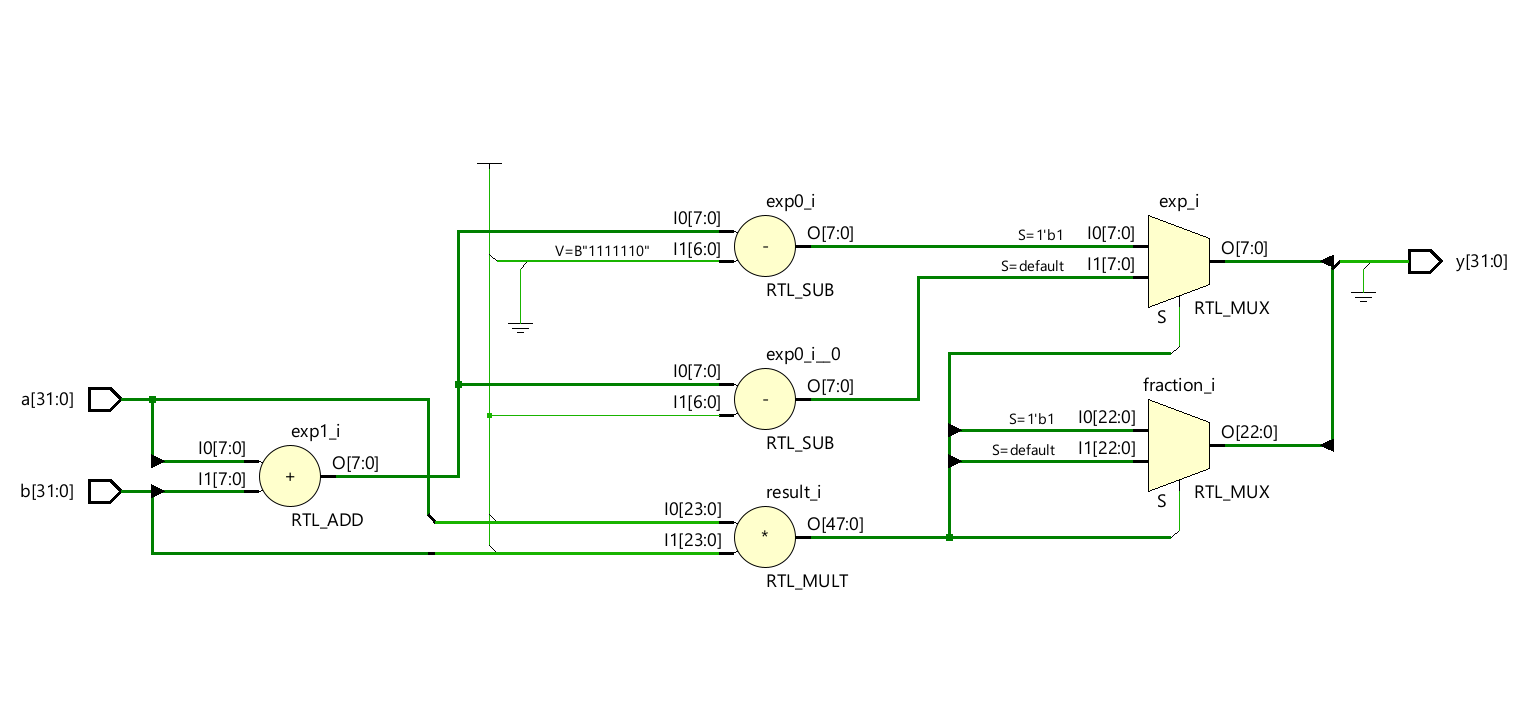 exp0_i
I0[7:0]
O[7:0]
V=B"1111110"
I1[6:0]
-
RTL_SUB
exp_i
S=1'b1
I0[7:0]
S=default
I1[7:0]
O[7:0]
S
RTL_MUX
y[31:0]
exp0_i__0
I0[7:0]
O[7:0]
I1[6:0]
-
RTL_SUB
a[31:0]
b[31:0]
exp1_i
I0[7:0]
O[7:0]
I1[7:0]
+
RTL_ADD
fraction_i
S=1'b1
I0[22:0]
S=default
I1[22:0]
O[22:0]
S
RTL_MUX
result_i
I0[23:0]
O[47:0]
I1[23:0]
*
RTL_MULT